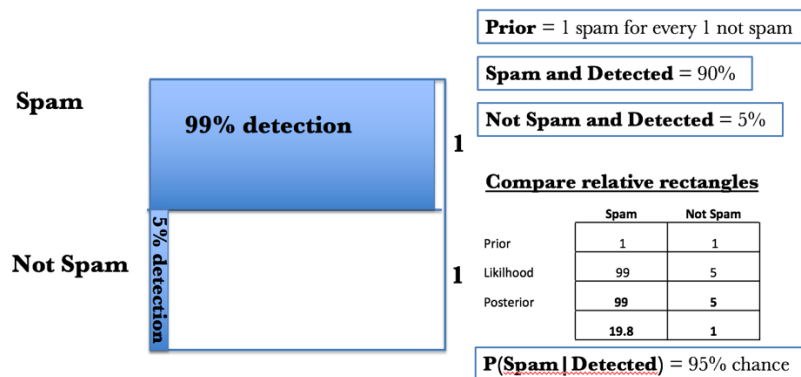 Prior = 1 spam for every 1 not spam
Spam and Detected = 90%
Not Spam and Detected = 5%
Spam
99% detection
1
Not Spam
5% detection
1
Compare relative rectangles
Spam Not Spam
Prior 1 1
Likilhood 99 5
Posterior 99 5
19.8 1
P(Spam|Detected) = 95% chance